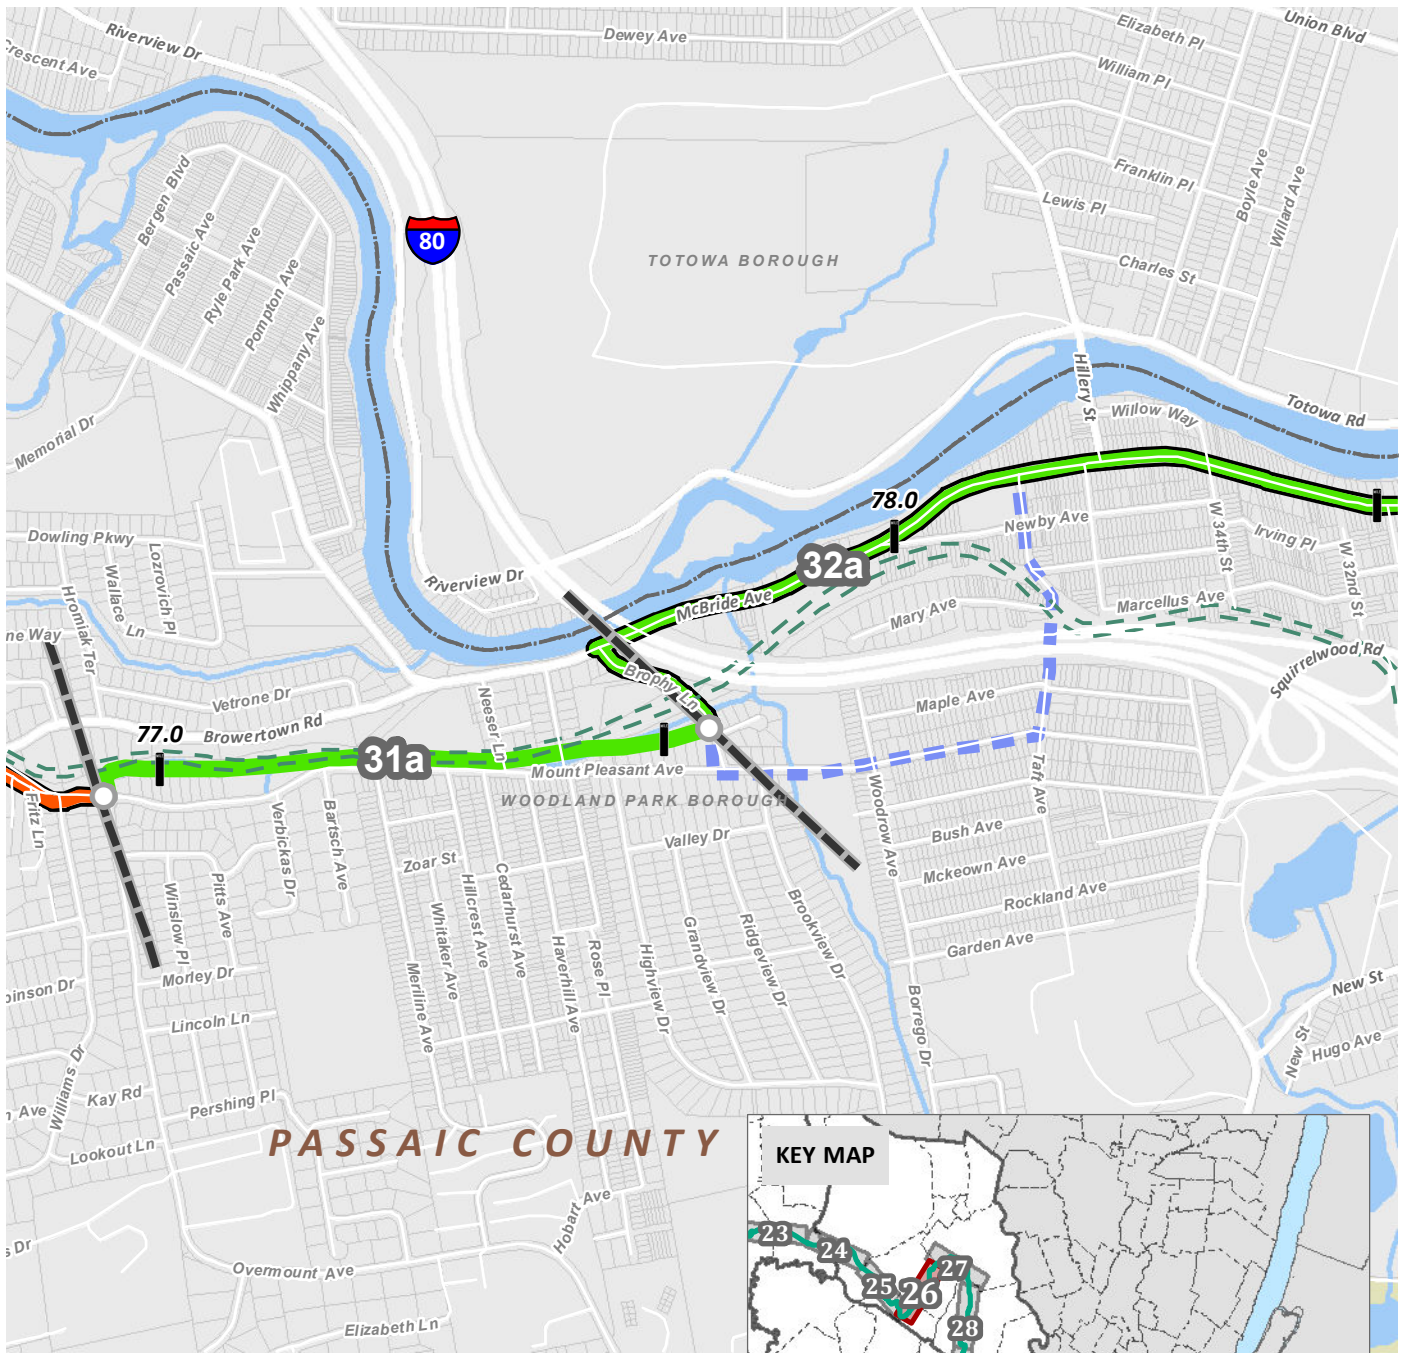 Riverview Dr
Crescent Ave
Dewey Ave
Elizabeth Pl
Union Blvd
William Pl
Franklin Pl
Lewis Pl
Boyle Ave
Willard Ave
Charles St
Bergen Blvd
Passaic Ave
Ryle Park Ave
Pompton Ave
Whippany Ave
80
TOTOWA BOROUGH
Hillery St
Willow Way
Totowa Rd
Memorial Dr
78.0
Newby Ave
W 34th St
Irving Pl
W 32nd St
Dowling Pkwy
Wallace Ln
Lozrovich Pl
Hromiak Ter
Riverview Dr
32a
McBride Ave
Mary Ave
Marcellus Ave
Squirrelwood Rd
ne Way
Vetrone Dr
Neeser Ln
Brophy Ln
Maple Ave
77.0
Browertown Rd
31a
Mount Pleasant Ave
WOODLAND PARK BOROUGH
Fritz Ln
Verbickas Dr
Bartsch Ave
Zoar St
Valley Dr
Woodrow Ave
Taft Ave
Bush Ave
Mckeown Ave
Rockland Ave
Garden Ave
Winslow Pl
Pitts Ave
Meriline Ave
Whitaker Ave
Hillcrest Ave
Cedarhurst Ave
Haverhill Ave
Rose Pl
Highview Dr
Grandview Dr
Ridgeview Dr
Brookview Dr
Borrego Dr
binson Dr
Morley Dr
Lincoln Ln
New St
New St
Hugo Ave
Williams Dr
n Ave
Kay Rd
Pershing Pl
Lookout Ln
PASSAIC COUNTY
Hobart Ave
s Dr
Overmount Ave
Elizabeth Ln
KEY MAP
23
24
25
26
27
28